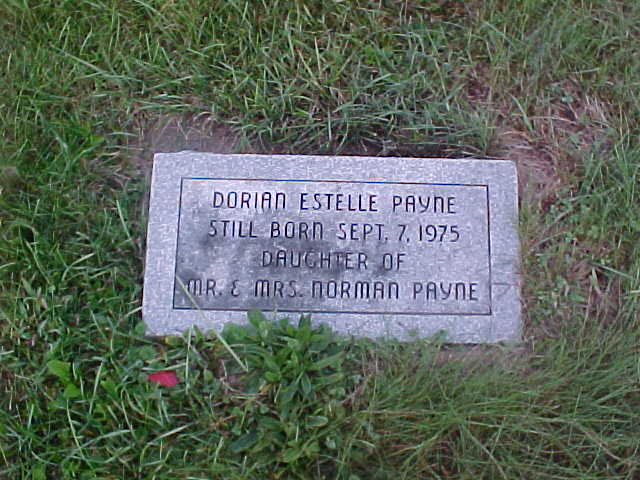 DORIAN ESTELLE PAYNE
STILL BORN SEPT. 7, 1975
DAUGHTER OF
MR. & MRS. NORMAN PAYNE